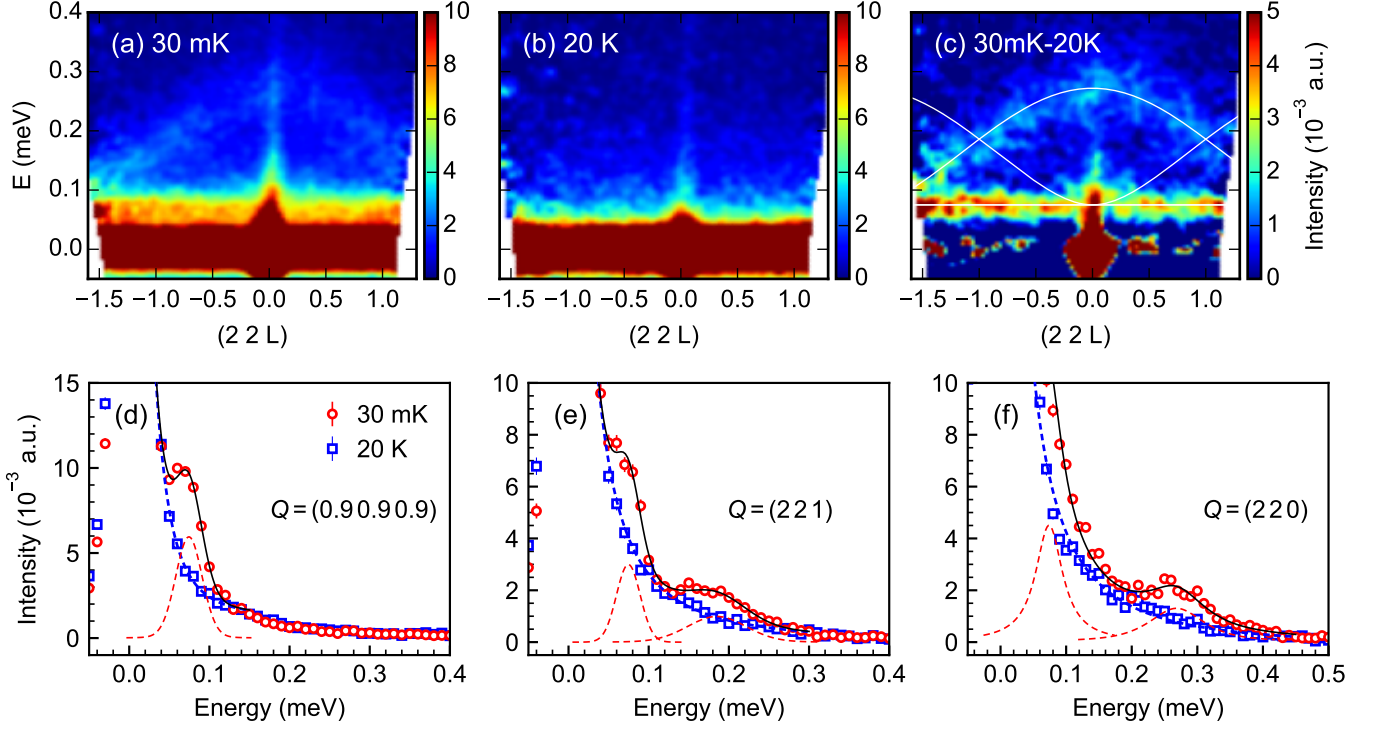 (a) 30 mK
(b) 20 K
(c) 30mK-20K
0.4
0.3
0.2
0.1
0.0
E (meV)
−1.5 −1.0 −0.5 0.0 0.5 1.0
(2 2 L)
10
8
6
4
2
0
−1.5 −1.0 −0.5 0.0 0.5 1.0
(2 2 L)
10
8
6
4
2
0
−1.5 −1.0 −0.5 0.0 0.5 1.0
(2 2 L)
5
4
3
2
1
0
Intensity (10⁻³ a.u.)
(d)
30 mK
20 K
Q = (0.9 0.9 0.9)
15
10
5
0
Intensity (10⁻³ a.u.)
0.0 0.1 0.2 0.3 0.4
Energy (meV)
(e)
Q = (2 2 1)
10
8
6
4
2
0
0.0 0.1 0.2 0.3 0.4
Energy (meV)
(f)
Q = (2 2 0)
10
8
6
4
2
0
0.0 0.1 0.2 0.3 0.4 0.5
Energy (meV)